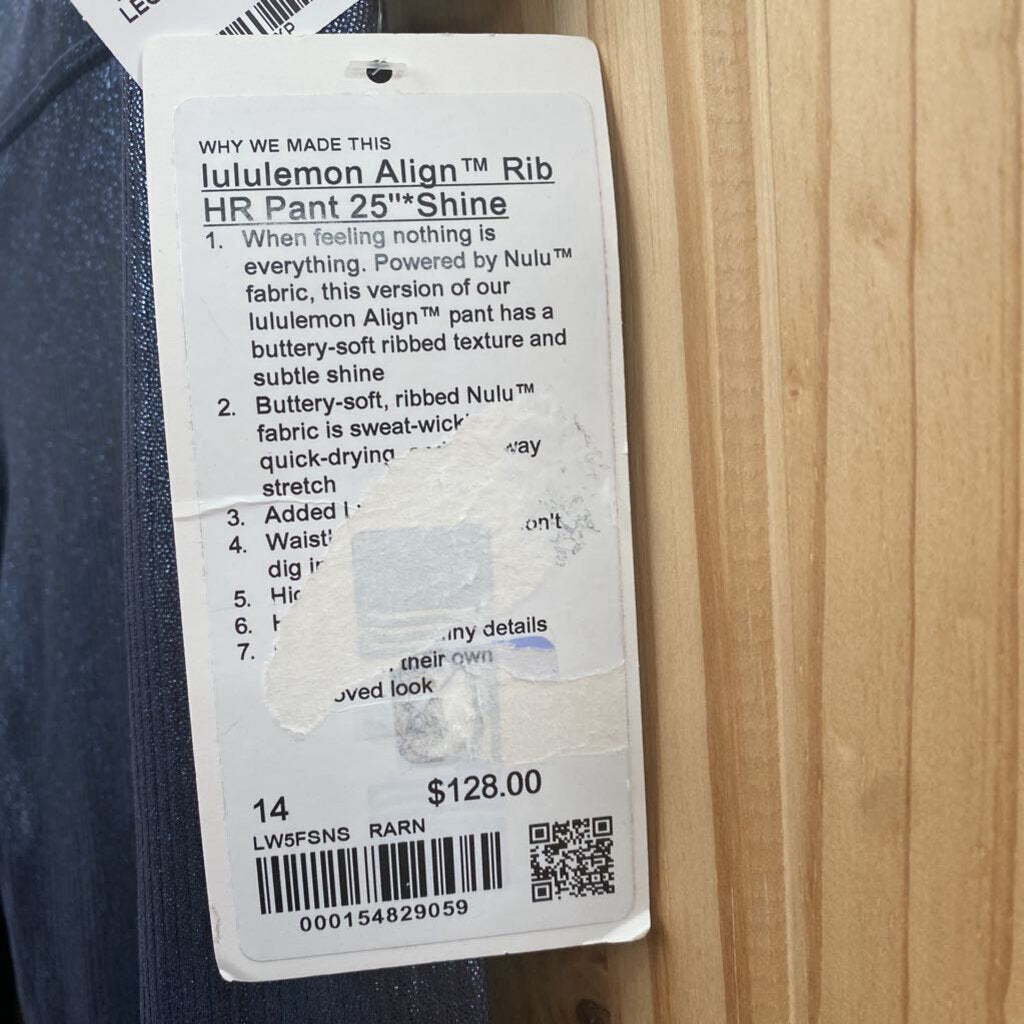 WHY WE MADE THIS
lululemon Align™ Rib
HR Pant 25"*Shine
1. When feeling nothing is
everything. Powered by Nulu™
fabric, this version of our
lululemon Align™ pant has a
buttery-soft ribbed texture and
subtle shine
2. Buttery-soft, ribbed Nulu™
fabric is sweat-wick
quick-drying, way
stretch
3. Added
4. Waist on't
dig
5.
6.
7. details
their own
look
14 $128.00
LW5FSNS RARN
000154829059